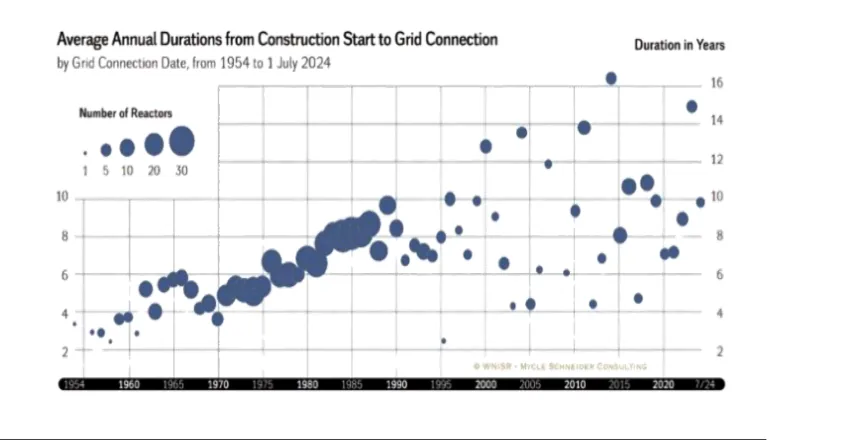 Average Annual Durations from Construction Start to Grid Connection
by Grid Connection Date, from 1954 to 1 July 2024
Duration in Years
Number of Reactors
1 5 10 20 30
16
14
12
10 10
8 8
6 6
4 4
2 2
© WNISR - MYCLE SCHNEIDER CONSULTING
1954 1960 1965 1970 1975 1980 1985 1990 1995 2000 2005 2010 2015 2020 7/24